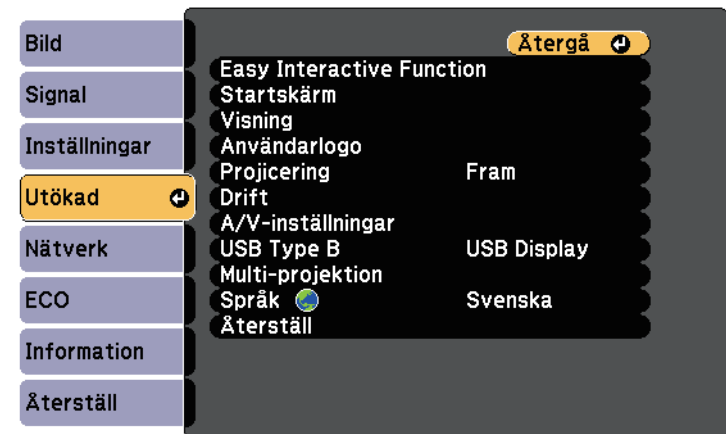 Bild
Signal
Inställningar
Utökad
Nätverk
ECO
Information
Återställ
Återgå
Easy Interactive Function
Startskärm
Visning
Användarlogo
Projicering Fram
Drift
A/V-inställningar
USB Type B USB Display
Multi-projektion
Språk Svenska
Återställ